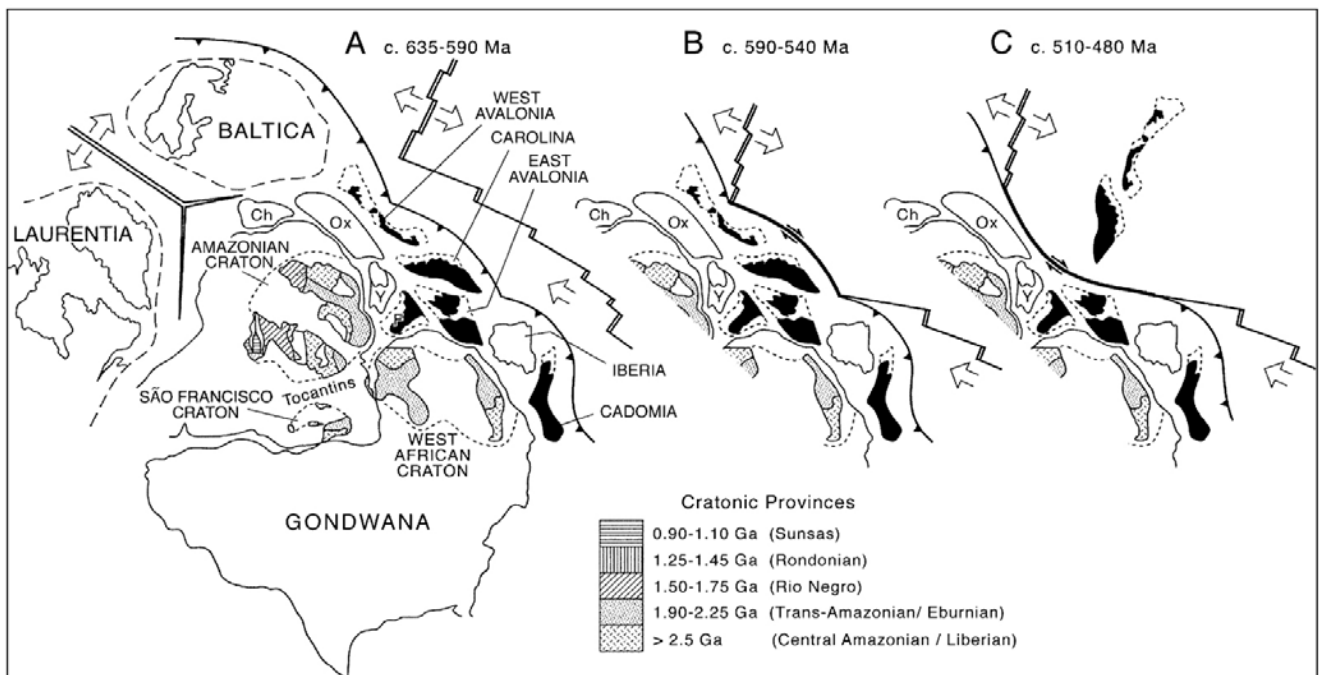 A
c. 635-590 Ma
B
c. 590-540 Ma
C
c. 510-480 Ma
WEST
AVALONIA
CAROLINA
EAST
AVALONIA
BALTICA
LAURENTIA
Ch
Ox
Y
AMAZONIAN
CRATON
Tocantins
SÃO FRANCISCO
CRATON
WEST
AFRICAN
CRATON
IBERIA
CADOMIA
GONDWANA
Ch
Ox
Y
Ch
Ox
Y
Cratonic Provinces
0.90-1.10 Ga (Sunsas)
1.25-1.45 Ga (Rondonian)
1.50-1.75 Ga (Rio Negro)
1.90-2.25 Ga (Trans-Amazonian/ Eburnian)
> 2.5 Ga (Central Amazonian / Liberian)